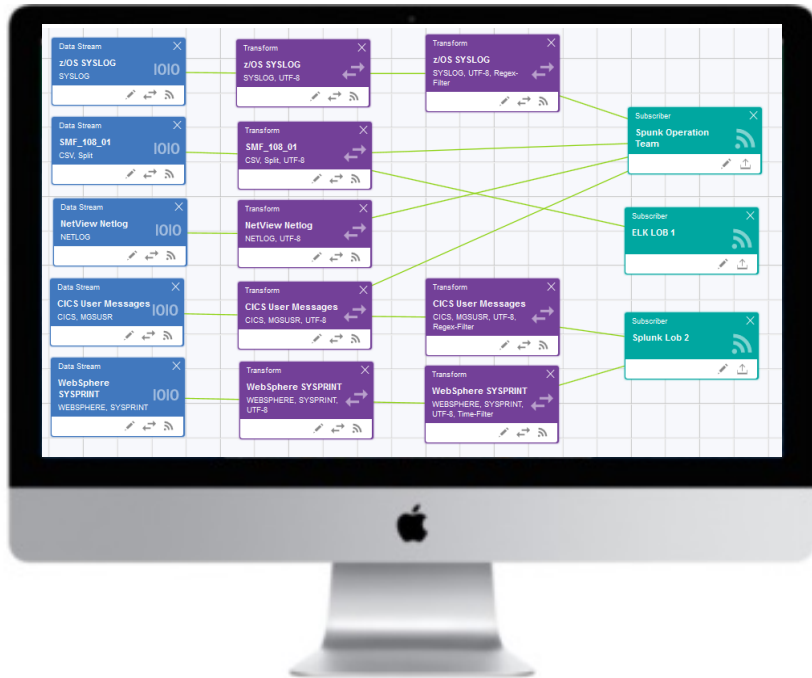 Data Stream
z/OS SYSLOG
SYSLOG
Transform
z/OS SYSLOG
SYSLOG, UTF-8
Transform
z/OS SYSLOG
SYSLOG, UTF-8, Regex-
Filter
Subscriber
Spunk Operation
Team
Data Stream
SMF_108_01
CSV, Split
Transform
SMF_108_01
CSV, Split, UTF-8
Data Stream
NetView Netlog
NETLOG
Transform
NetView Netlog
NETLOG, UTF-8
Subscriber
ELK LOB 1
Data Stream
CICS User Messages
CICS, MGSUSR
Transform
CICS User Messages
CICS, MGSUSR, UTF-8
Transform
CICS User Messages
CICS, MGSUSR, UTF-8,
Regex-Filter
Subscriber
Splunk Lob 2
Data Stream
WebSphere
SYSPRINT
WEBSPHERE, SYSPRINT
Transform
WebSphere SYSPRINT
WEBSPHERE, SYSPRINT,
UTF-8
Transform
WebSphere SYSPRINT
WEBSPHERE, SYSPRINT,
UTF-8, Time-Filter